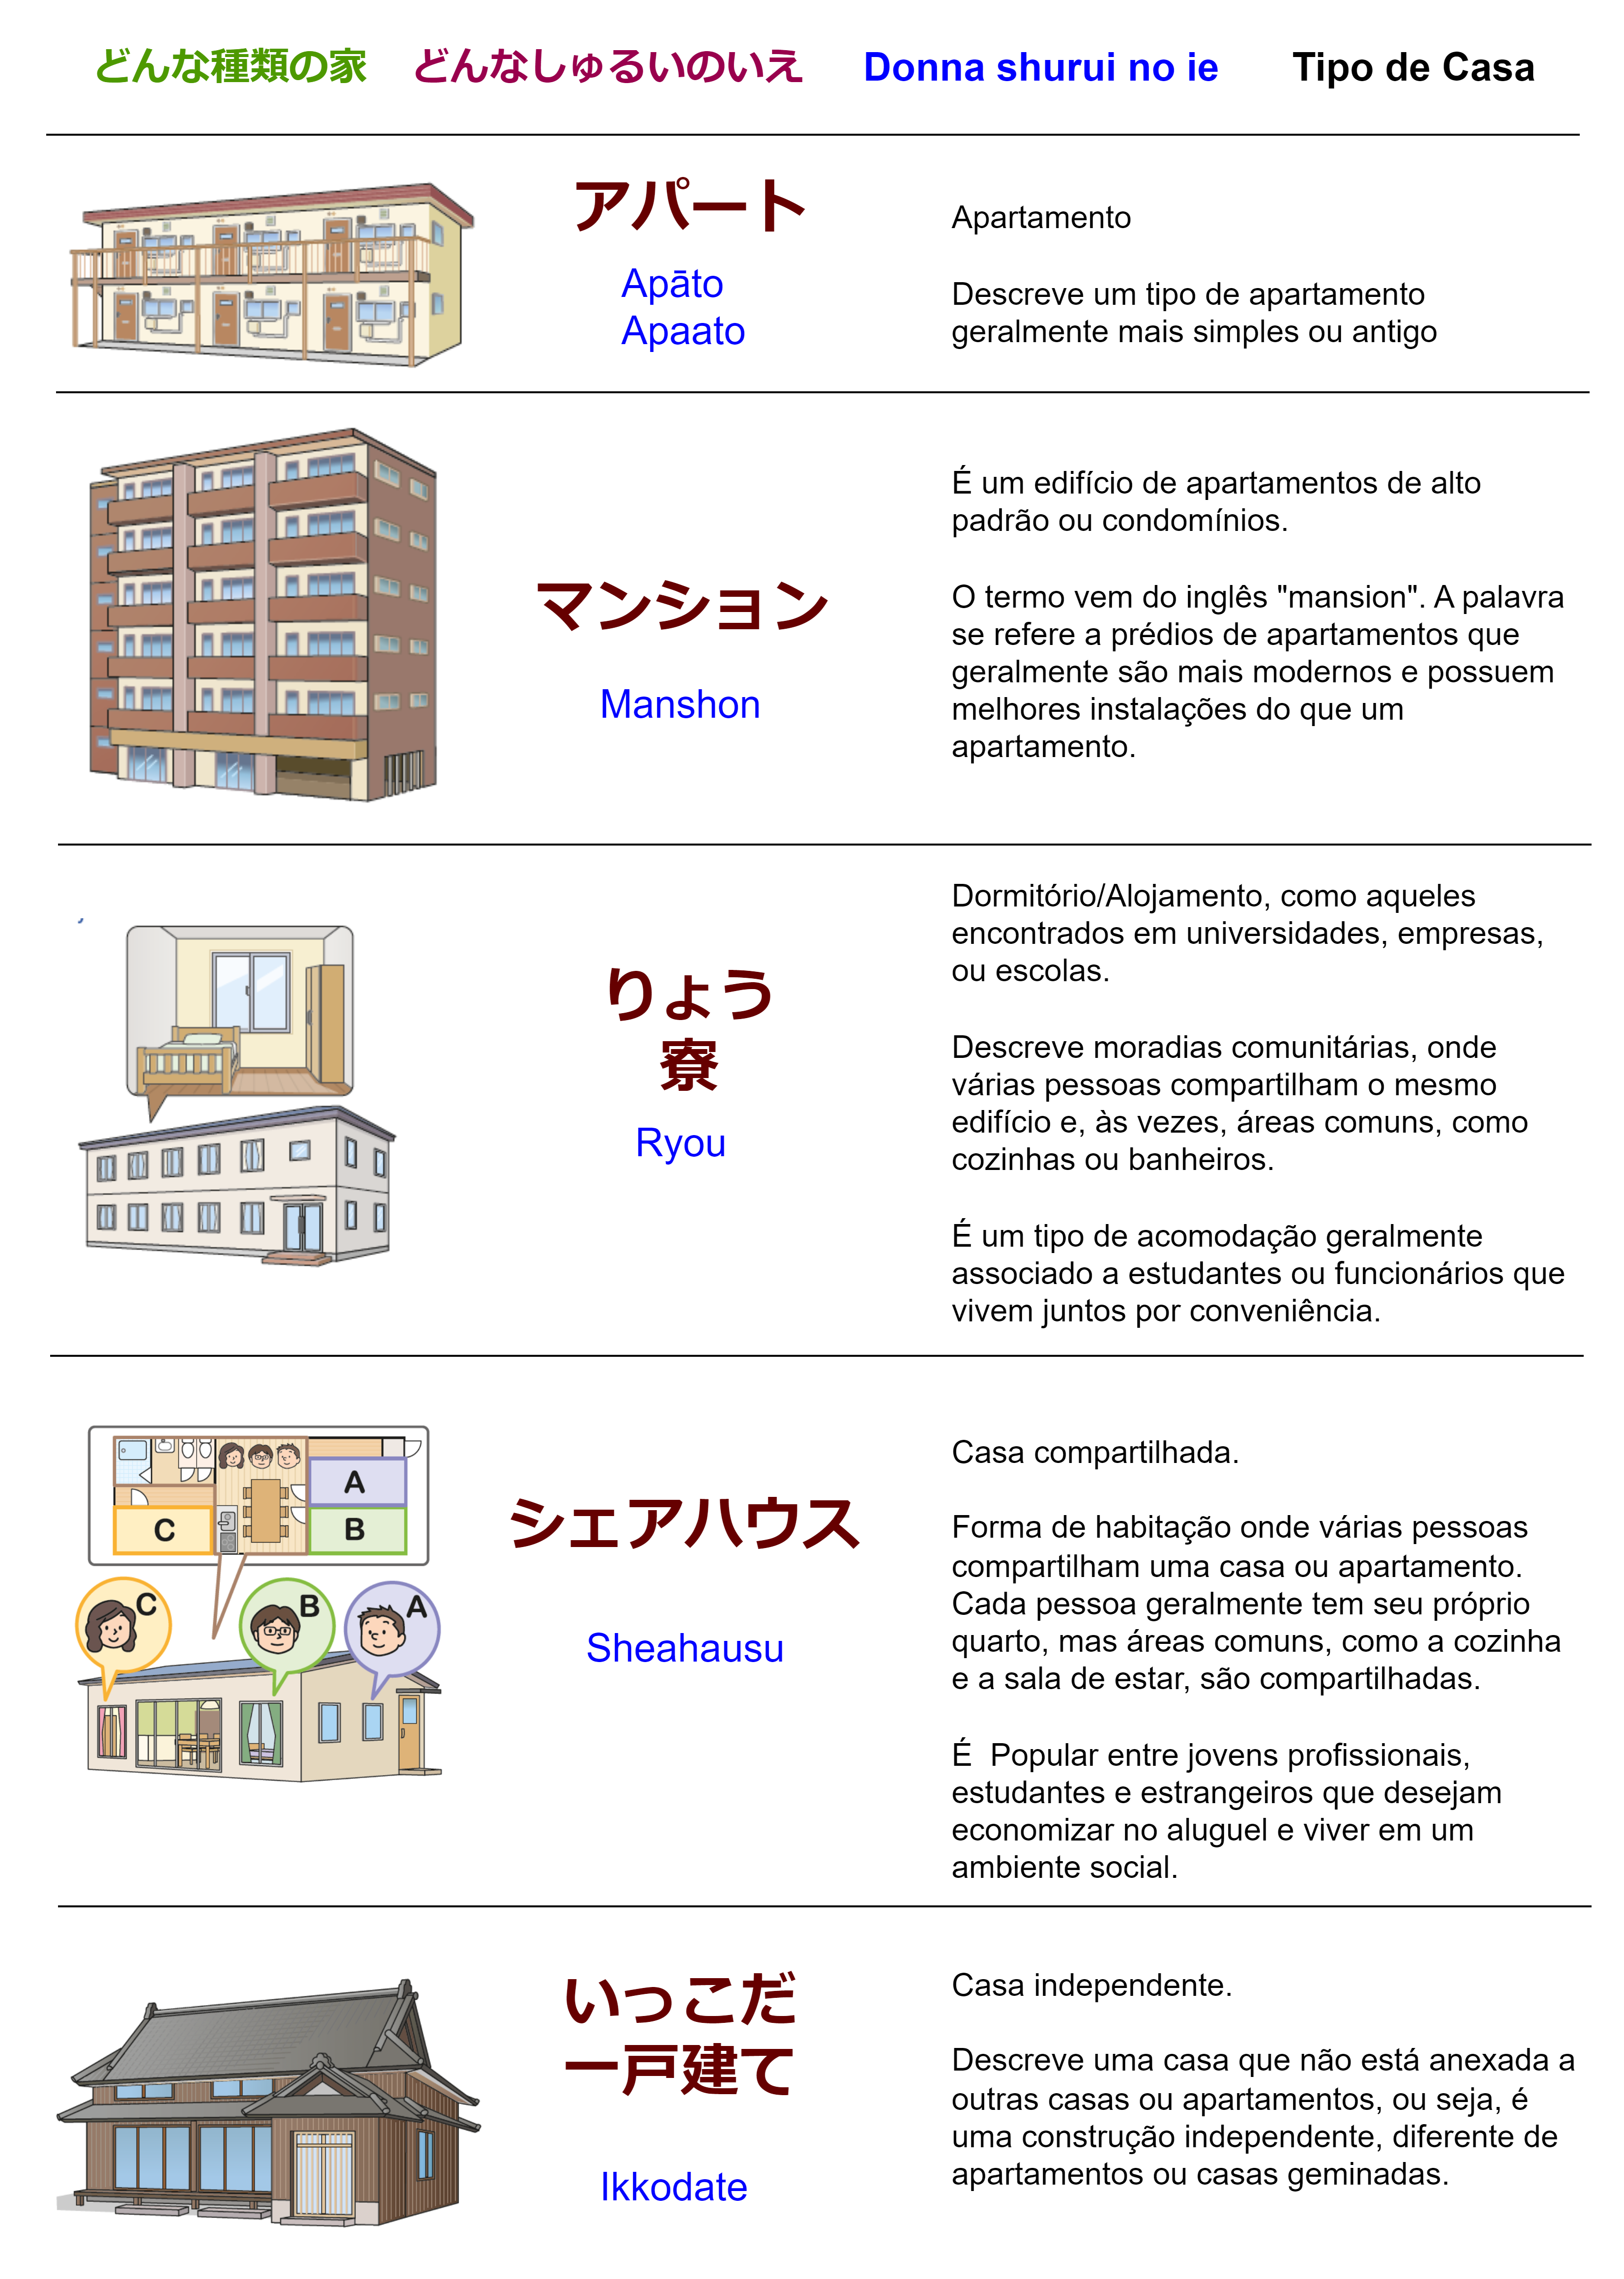 どんな種類の家 どんなしゅるいのいえ Donna shurui no ie Tipo de Casa
アパート
Apāto
Apaato
Apartamento
Descreve um tipo de apartamento
geralmente mais simples ou antigo
マンション
Manshon
É um edifício de apartamentos de alto
padrão ou condomínios.
O termo vem do inglês "mansion". A palavra
se refere a prédios de apartamentos que
geralmente são mais modernos e possuem
melhores instalações do que um
apartamento.
りょう
寮
Ryou
Dormitório/Alojamento, como aqueles
encontrados em universidades, empresas,
ou escolas.
Descreve moradias comunitárias, onde
várias pessoas compartilham o mesmo
edifício e, às vezes, áreas comuns, como
cozinhas ou banheiros.
É um tipo de acomodação geralmente
associado a estudantes ou funcionários que
vivem juntos por conveniência.
A
C
B
C
B
A
シェアハウス
Sheahausu
Casa compartilhada.
Forma de habitação onde várias pessoas
compartilham uma casa ou apartamento.
Cada pessoa geralmente tem seu próprio
quarto, mas áreas comuns, como a cozinha
e a sala de estar, são compartilhadas.
É  Popular entre jovens profissionais,
estudantes e estrangeiros que desejam
economizar no aluguel e viver em um
ambiente social.
いっこだ
一戸建て
Ikkodate
Casa independente.
Descreve uma casa que não está anexada a
outras casas ou apartamentos, ou seja, é
uma construção independente, diferente de
apartamentos ou casas geminadas.